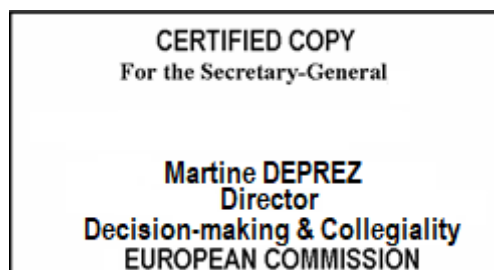 CERTIFIED COPY
For the Secretary-General
Martine DEPREZ
Director
Decision-making & Collegiality
EUROPEAN COMMISSION